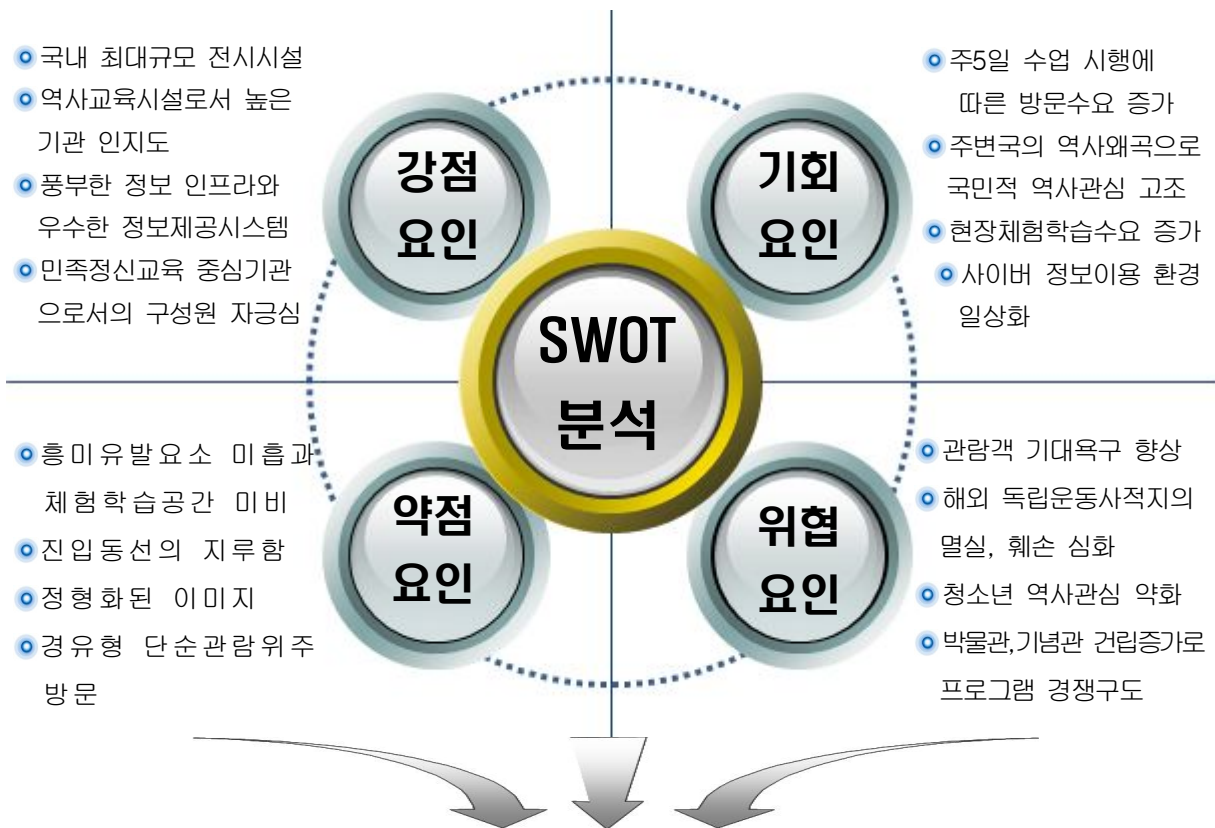 국내 최대규모 전시시설
역사교육시설로서 높은
기관 인지도
풍부한 정보 인프라와
우수한 정보제공시스템
민족정신교육 중심기관
으로서의 구성원 자긍심
강점
요인
기회
요인
주5일 수업 시행에
따른 방문수요 증가
주변국의 역사왜곡으로
국민적 역사관심 고조
현장체험학습수요 증가
사이버 정보이용 환경
일상화
SWOT
분석
흥미유발요소 미흡과
체험학습공간 미비
진입동선의 지루함
정형화된 이미지
경유형 단순관람위주
방문
약점
요인
위협
요인
관람객 기대욕구 향상
해외 독립운동사적지의
멸실, 훼손 심화
청소년 역사관심 약화
박물관,기념관 건립증가로
프로그램 경쟁구도